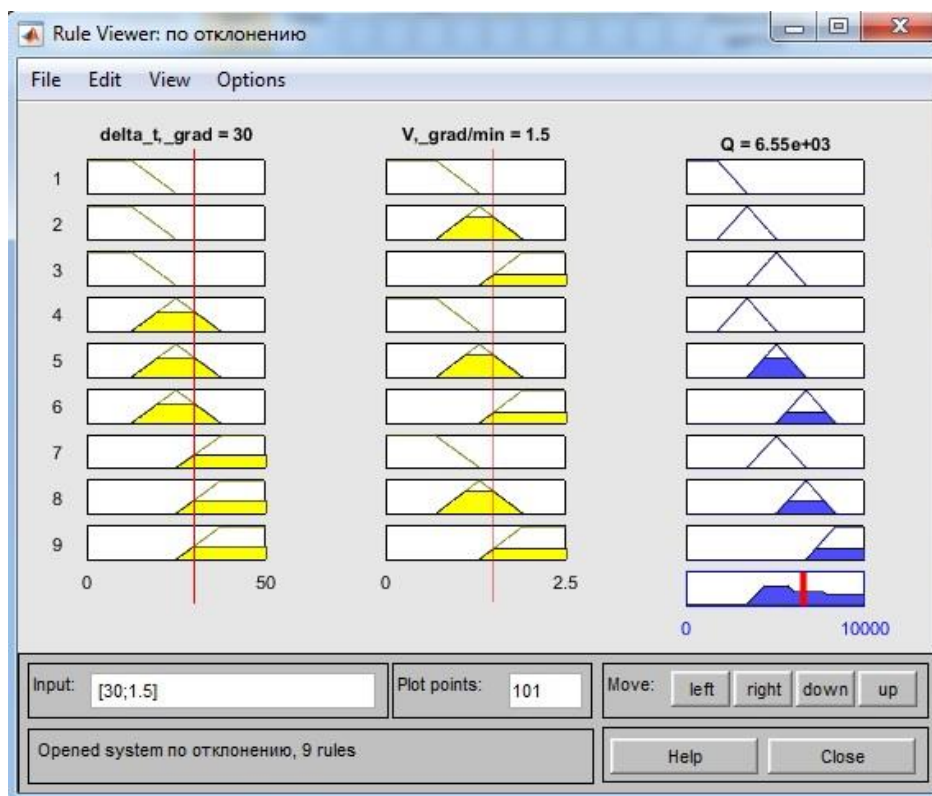 Rule Viewer: по отклонению
File Edit View Options
delta_t,_grad = 30 V,_grad/min = 1.5 Q = 6.55e+03
1
2
3
4
5
6
7
8
9
0 50 0 2.5
0 10000
Input: [30;1.5] Plot points: 101 Move: left right down up
Opened system по отклонению, 9 rules Help Close